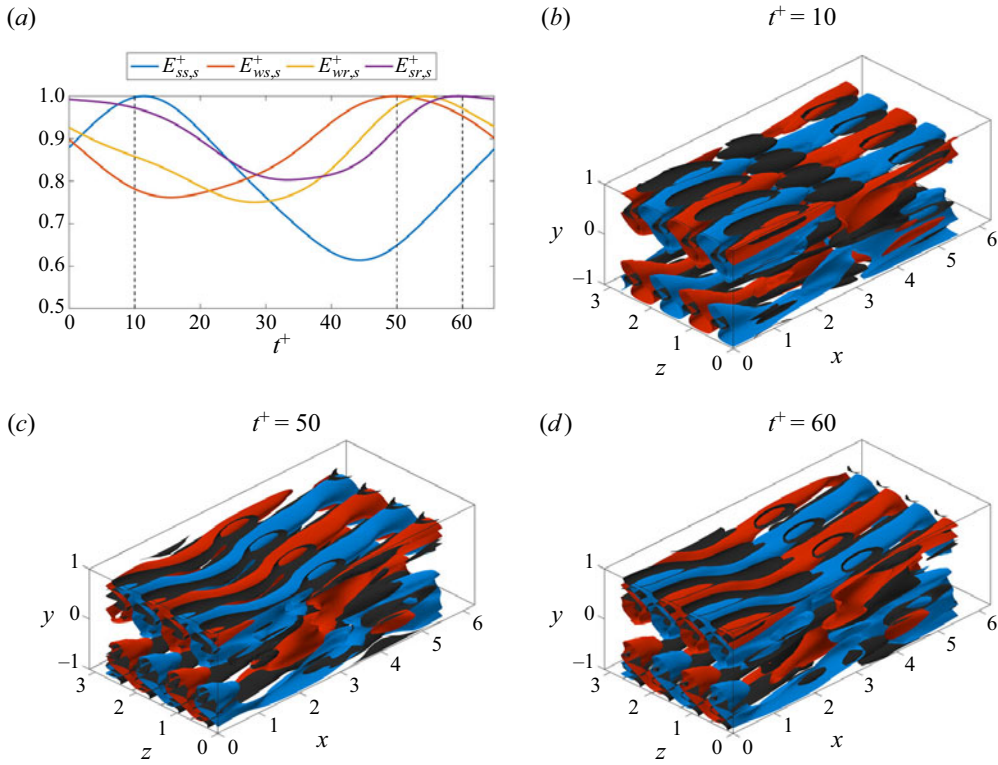 (a)
E⁺ss,s E⁺ws,s E⁺wr,s E⁺sr,s
1.0
0.9
0.8
0.7
0.6
0.5
0 10 20 30 40 50 60
t⁺
(b)
t⁺ = 10
1
y 0
−1
3 2 1 0
z
0 1 2 3 4 5 6
x
(c)
t⁺ = 50
1
y 0
−1
3 2 1 0
z
0 1 2 3 4 5 6
x
(d)
t⁺ = 60
1
y 0
−1
3 2 1 0
z
0 1 2 3 4 5 6
x